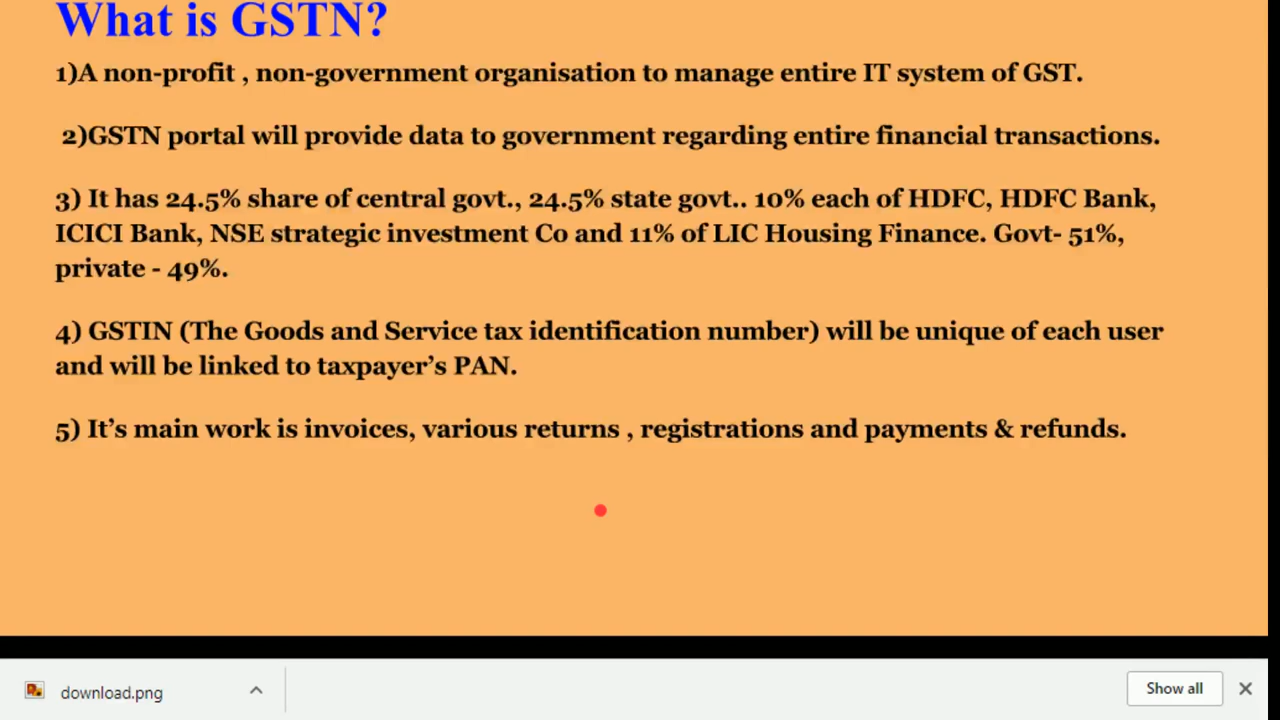 What is GSTN?
1)A non-profit , non-government organisation to manage entire IT system of GST.
2)GSTN portal will provide data to government regarding entire financial transactions.
3) It has 24.5% share of central govt., 24.5% state govt.. 10% each of HDFC, HDFC Bank,
ICICI Bank, NSE strategic investment Co and 11% of LIC Housing Finance. Govt- 51%,
private - 49%.
4) GSTIN (The Goods and Service tax identification number) will be unique of each user
and will be linked to taxpayer’s PAN.
5) It’s main work is invoices, various returns , registrations and payments & refunds.
download.png
Show all